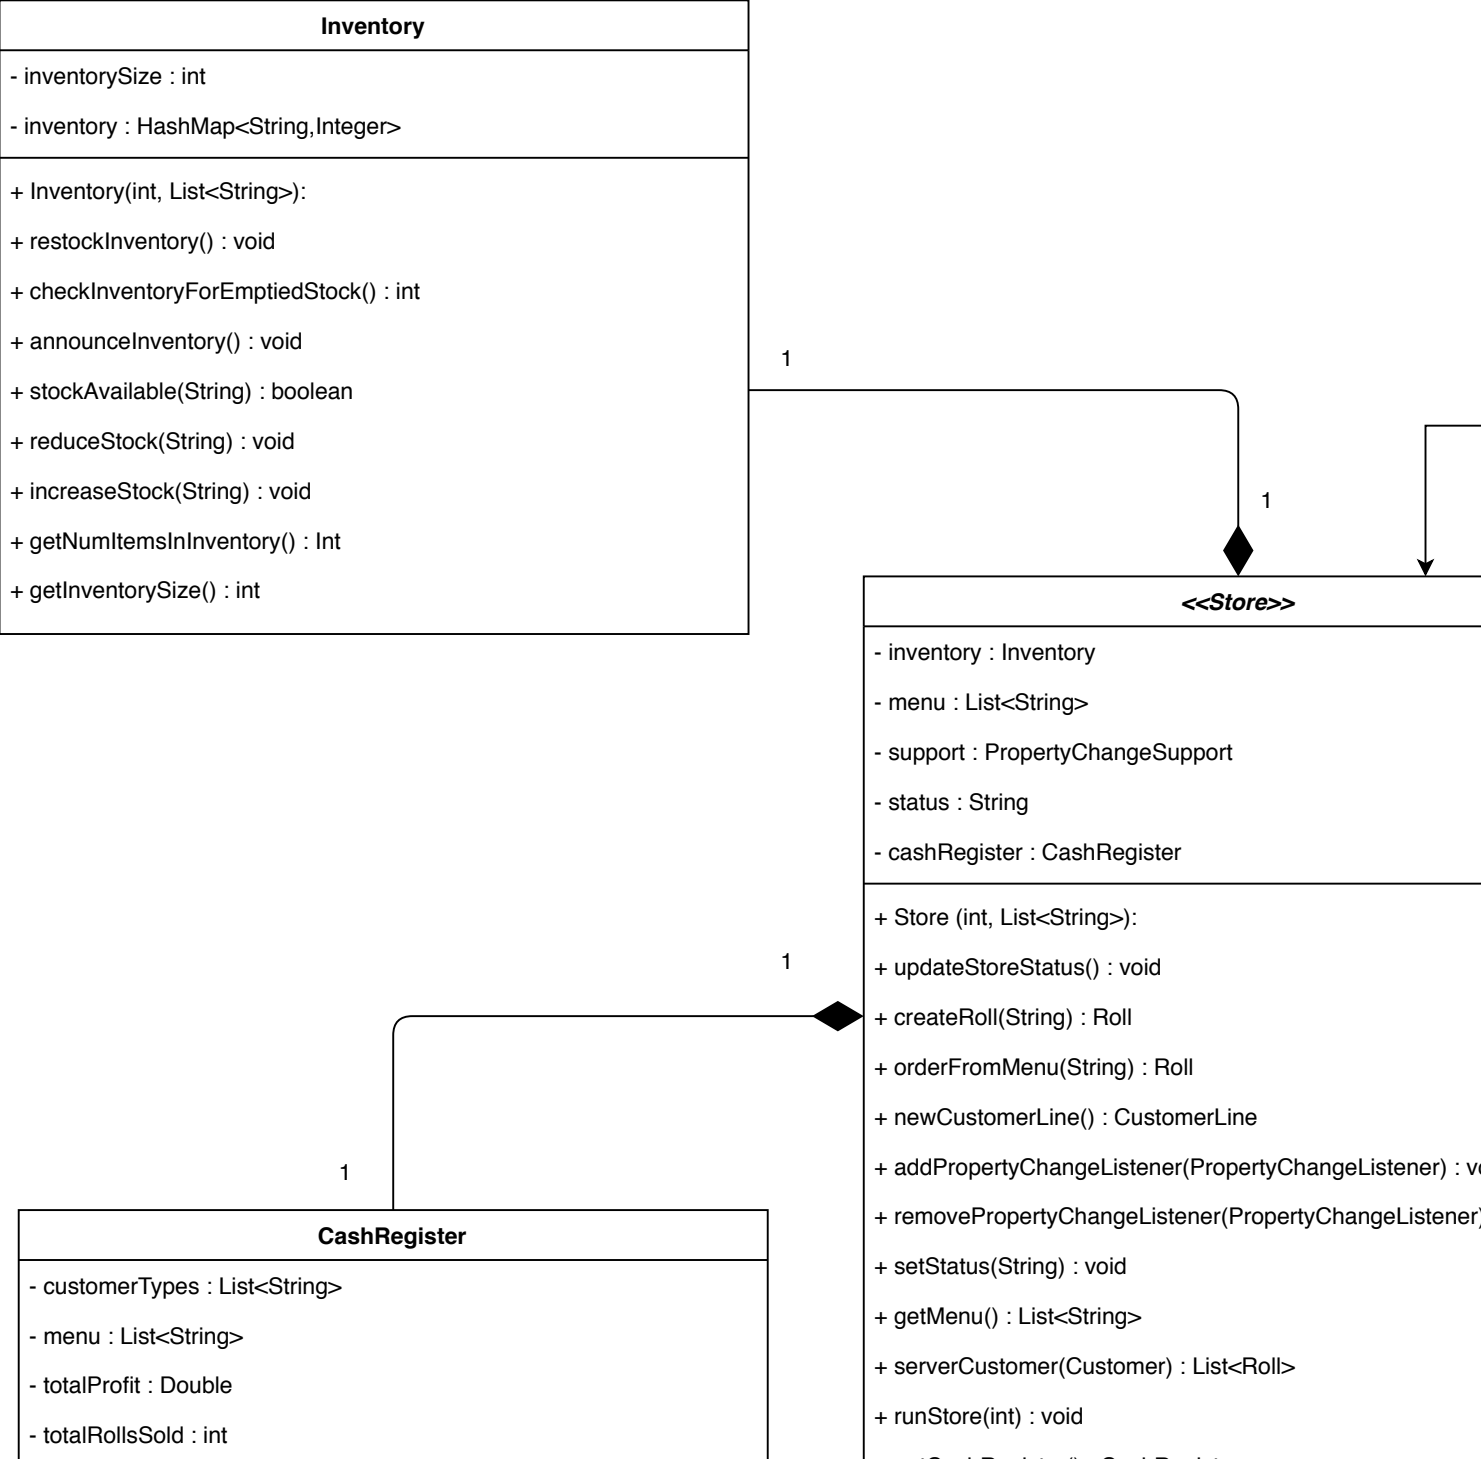 Inventory
- inventorySize : int
- inventory : HashMap<String,Integer>
+ Inventory(int, List<String>):
+ restockInventory() : void
+ checkInventoryForEmptiedStock() : int
+ announceInventory() : void
+ stockAvailable(String) : boolean
+ reduceStock(String) : void
+ increaseStock(String) : void
+ getNumItemsInInventory() : Int
+ getInventorySize() : int
1
1
<<Store>>
- inventory : Inventory
- menu : List<String>
- support : PropertyChangeSupport
- status : String
- cashRegister : CashRegister
+ Store (int, List<String>):
+ updateStoreStatus() : void
+ createRoll(String) : Roll
+ orderFromMenu(String) : Roll
+ newCustomerLine() : CustomerLine
+ addPropertyChangeListener(PropertyChangeListener) :
+ removePropertyChangeListener(PropertyChangeListener)
+ setStatus(String) : void
+ getMenu() : List<String>
+ serverCustomer(Customer) : List<Roll>
+ runStore(int) : void
1
1
CashRegister
- customerTypes : List<String>
- menu : List<String>
- totalProfit : Double
- totalRollsSold : int